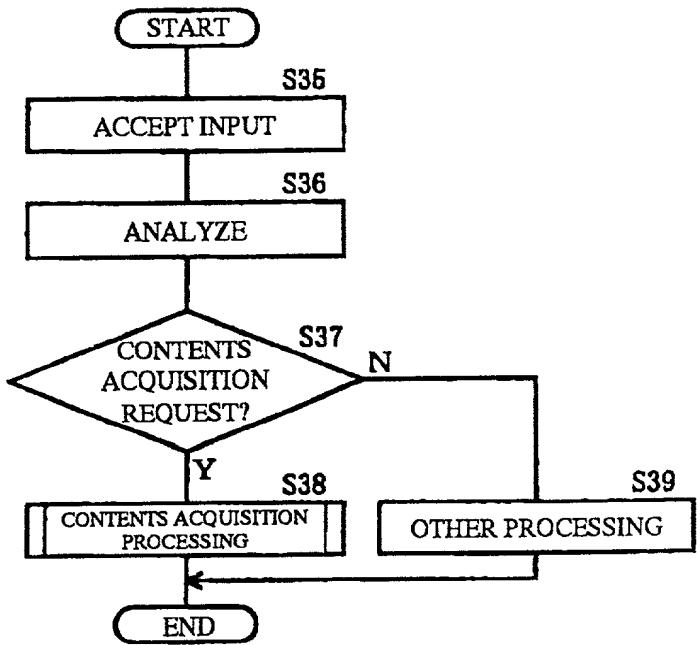 START
S35
ACCEPT INPUT
S36
ANALYZE
S37
CONTENTS
ACQUISITION
REQUEST?
N
Y
S38
CONTENTS ACQUISITION
PROCESSING
S39
OTHER PROCESSING
END